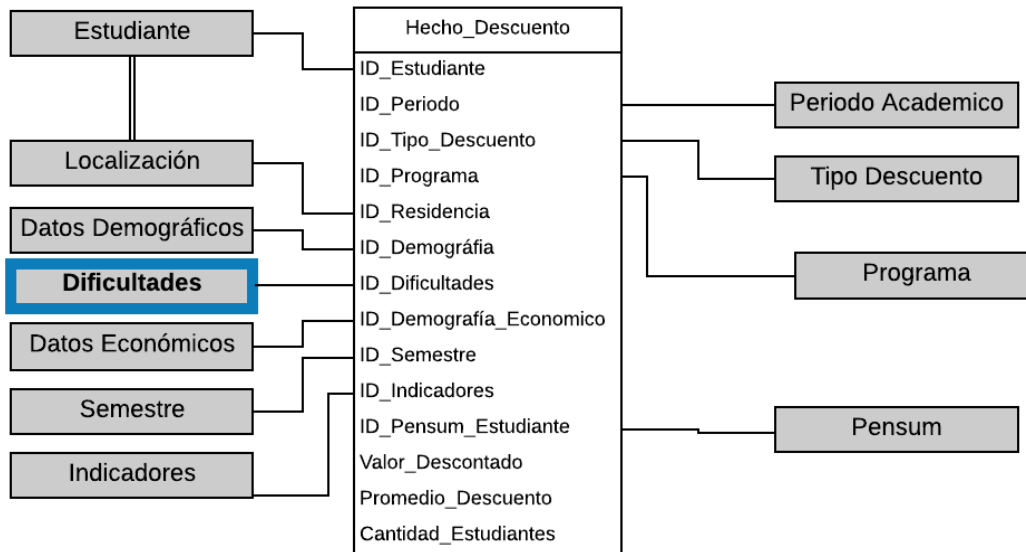 Estudiante
Localización
Datos Demográficos
Dificultades
Datos Económicos
Semestre
Indicadores
Hecho_Descuento
ID_Estudiante
ID_Periodo
ID_Tipo_Descuento
ID_Programa
ID_Residencia
ID_Demográfia
ID_Dificultades
ID_Demografía_Economico
ID_Semestre
ID_Indicadores
ID_Pensum_Estudiante
Valor_Descontado
Promedio_Descuento
Cantidad_Estudiantes
Periodo Academico
Tipo Descuento
Programa
Pensum